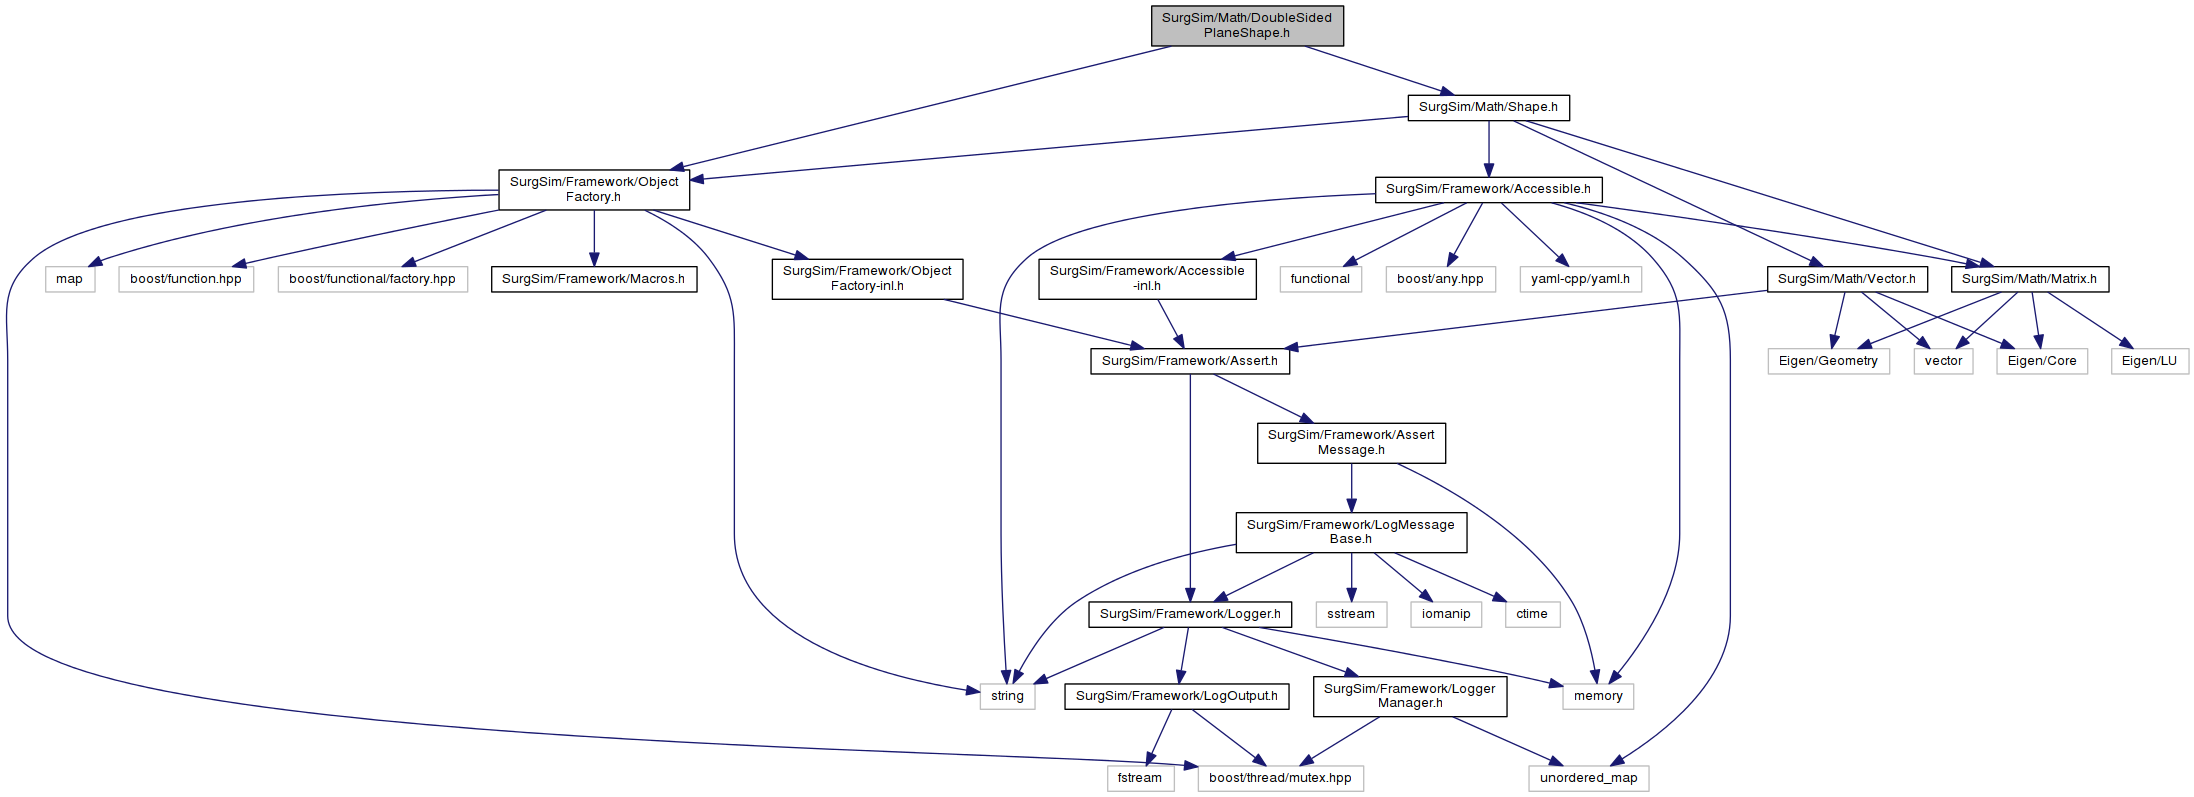 SurgSim/Math/DoubleSided
PlaneShape.h
SurgSim/Math/Shape.h
SurgSim/Framework/Object
Factory.h
SurgSim/Framework/Accessible.h
map
boost/function.hpp
boost/functional/factory.hpp
SurgSim/Framework/Macros.h
SurgSim/Framework/Object
Factory-inl.h
SurgSim/Framework/Accessible
-inl.h
functional
boost/any.hpp
yaml-cpp/yaml.h
SurgSim/Math/Vector.h
SurgSim/Math/Matrix.h
SurgSim/Framework/Assert.h
Eigen/Geometry
vector
Eigen/Core
Eigen/LU
SurgSim/Framework/Assert
Message.h
SurgSim/Framework/LogMessage
Base.h
SurgSim/Framework/Logger.h
sstream
iomanip
ctime
string
SurgSim/Framework/LogOutput.h
SurgSim/Framework/Logger
Manager.h
memory
fstream
boost/thread/mutex.hpp
unordered_map